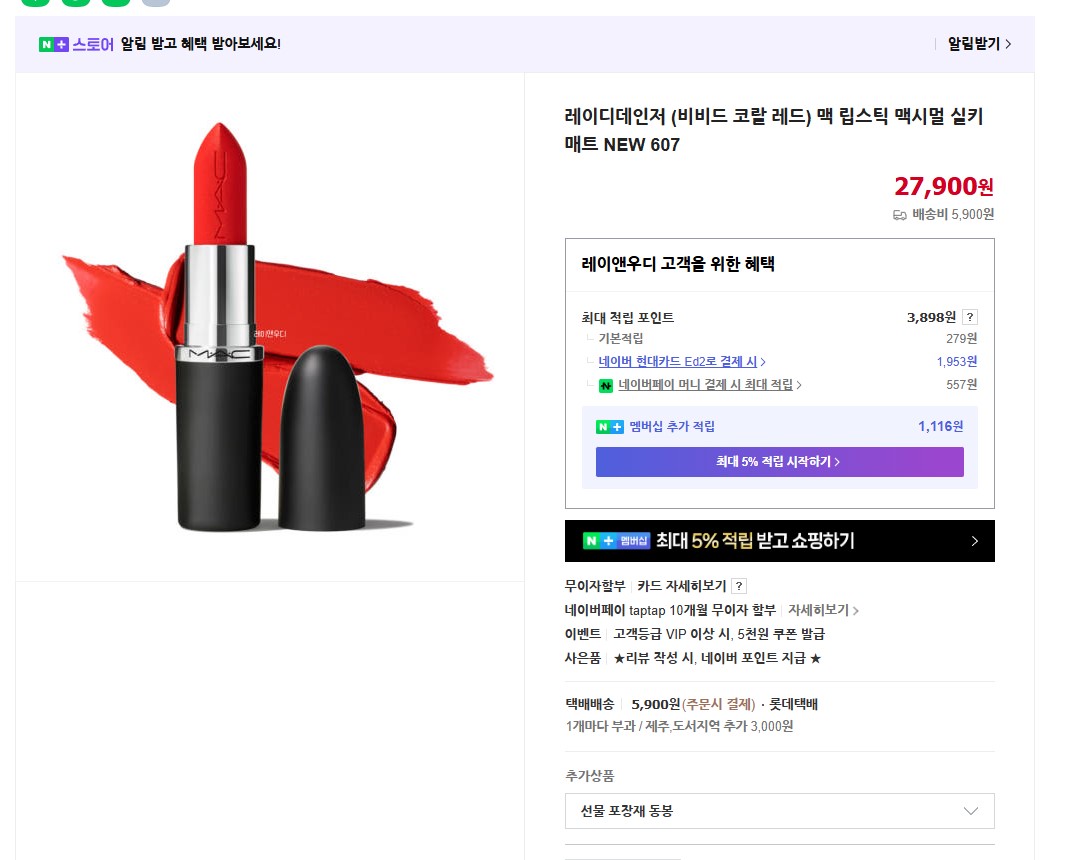 N+ 스토어 알림 받고 혜택 받아보세요!
알림받기 >
MAC
레이앤우디
MAC
레이디데인저 (비비드 코랄 레드) 맥 립스틱 맥시멀 실키
매트 NEW 607
27,900원
배송비 5,900원
레이앤우디 고객을 위한 혜택
최대 적립 포인트 3,898원 ?
기본적립 279원
네이버 현대카드 Ed2로 결제 시 > 1,953원
N 네이버페이 머니 결제 시 최대 적립 > 557원
N+ 멤버십 추가 적립 1,116원
최대 5% 적립 시작하기 >
N+ 멤버십 최대 5% 적립 받고 쇼핑하기 >
무이자할부 카드 자세히보기 ?
네이버페이 taptap 10개월 무이자 할부 자세히보기 >
이벤트 고객등급 VIP 이상 시, 5천원 쿠폰 발급
사은품 ★리뷰 작성 시, 네이버 포인트 지급 ★
택배배송 5,900원(주문시 결제) · 롯데택배
1개마다 부과 / 제주,도서지역 추가 3,000원
추가상품
선물 포장재 동봉